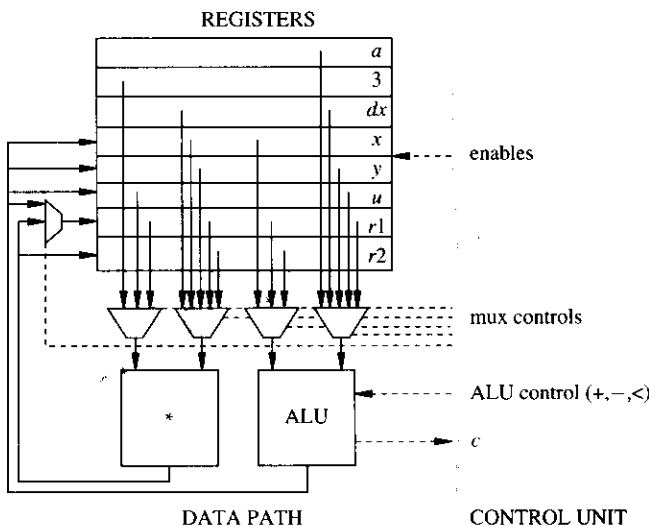 REGISTERS
a
3
dx
x
y
u
r1
r2
enables
mux controls
ALU control (+,−,<)
*
ALU
c
DATA PATH
CONTROL UNIT